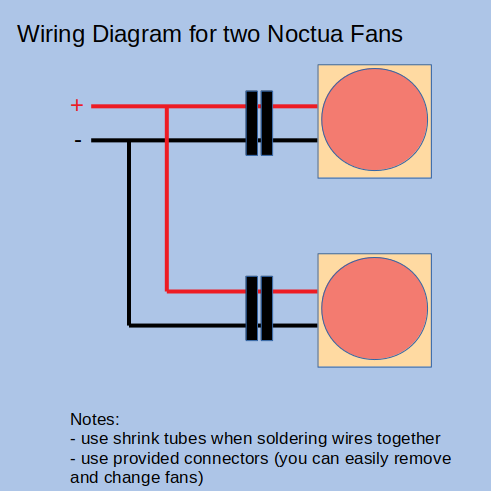 Wiring Diagram for two Noctua Fans
+
-
Notes:
- use shrink tubes when soldering wires together
- use provided connectors (you can easily remove
and change fans)